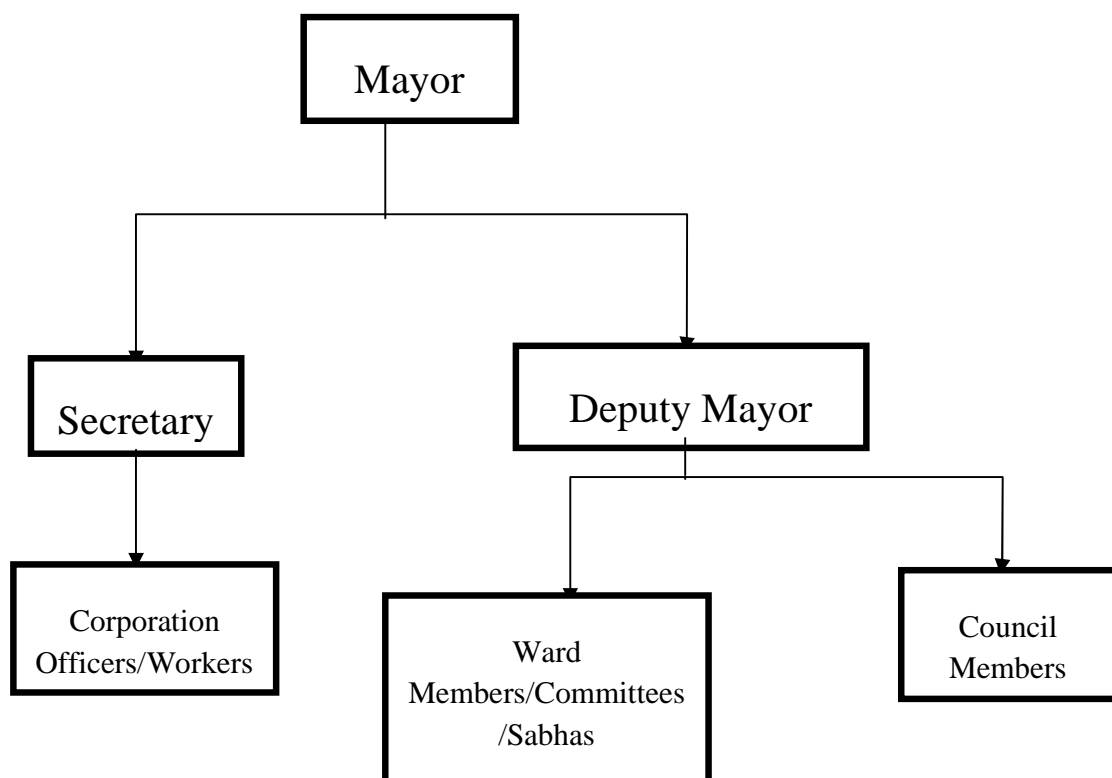 Mayor
Secretary
Deputy Mayor
Corporation
Officers/Workers
Ward
Members/Committees
/Sabhas
Council
Members